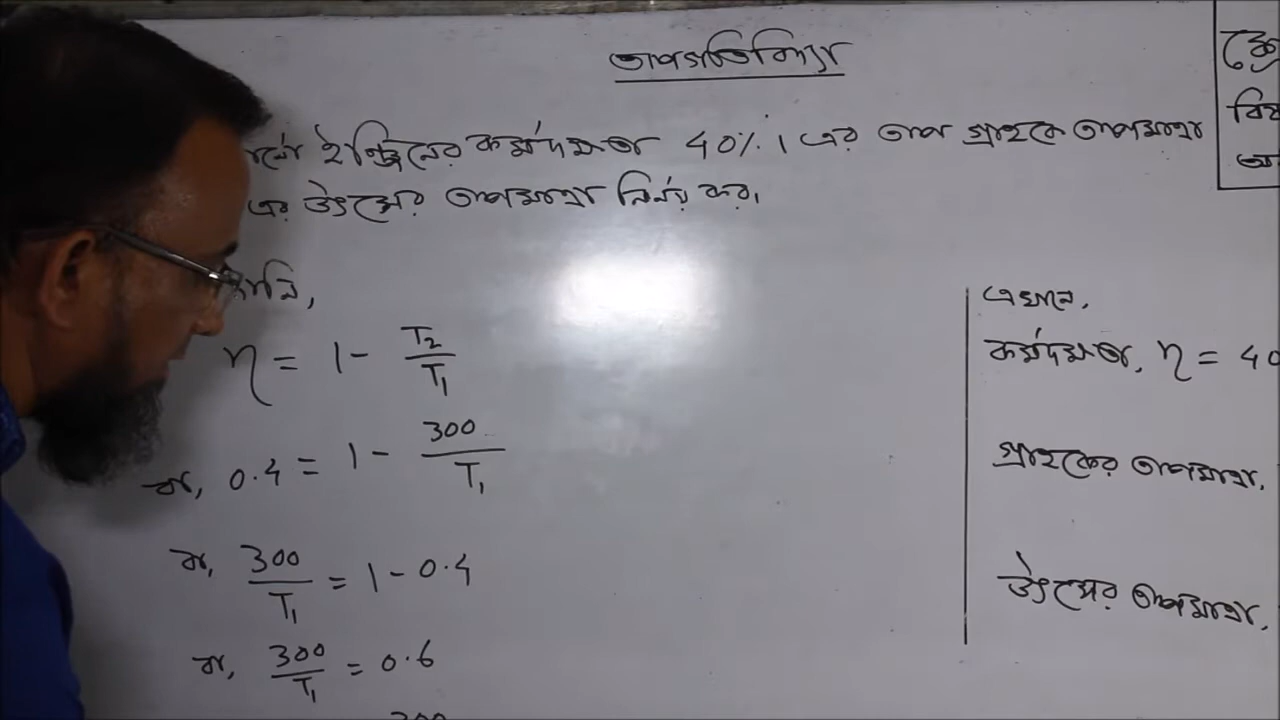 তাপগতিবিদ্যা
ইঞ্জিনের কর্মদক্ষতা 40%। এর তাপ গ্রাহকে তাপমাত্রা
এর উৎসের তাপমাত্রা নির্ণয় কর।
η = 1 - T₂/T₁
বা, 0.4 = 1 - 300/T₁
বা, 300/T₁ = 1 - 0.4
বা, 300/T₁ = 0.6
300
এখানে,
কর্মদক্ষতা, η = 40
গ্রাহকের তাপমাত্রা,
উৎসের তাপমাত্রা,